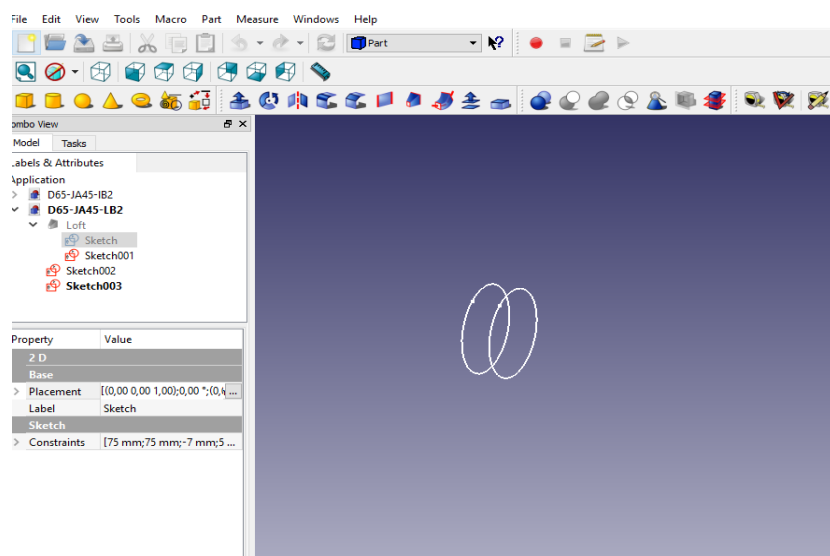 File Edit View Tools Macro Part Measure Windows Help
Part
ombo View
Model Tasks
Labels & Attributes
Application
D65-JA45-IB2
D65-JA45-LB2
Loft
Sketch
Sketch001
Sketch002
Sketch003
Property Value
2 D
Base
Placement [(0,00 0,00 1,00);0,00 °;(0, ...
Label Sketch
Sketch
Constraints [75 mm;75 mm;-7 mm;5 ...